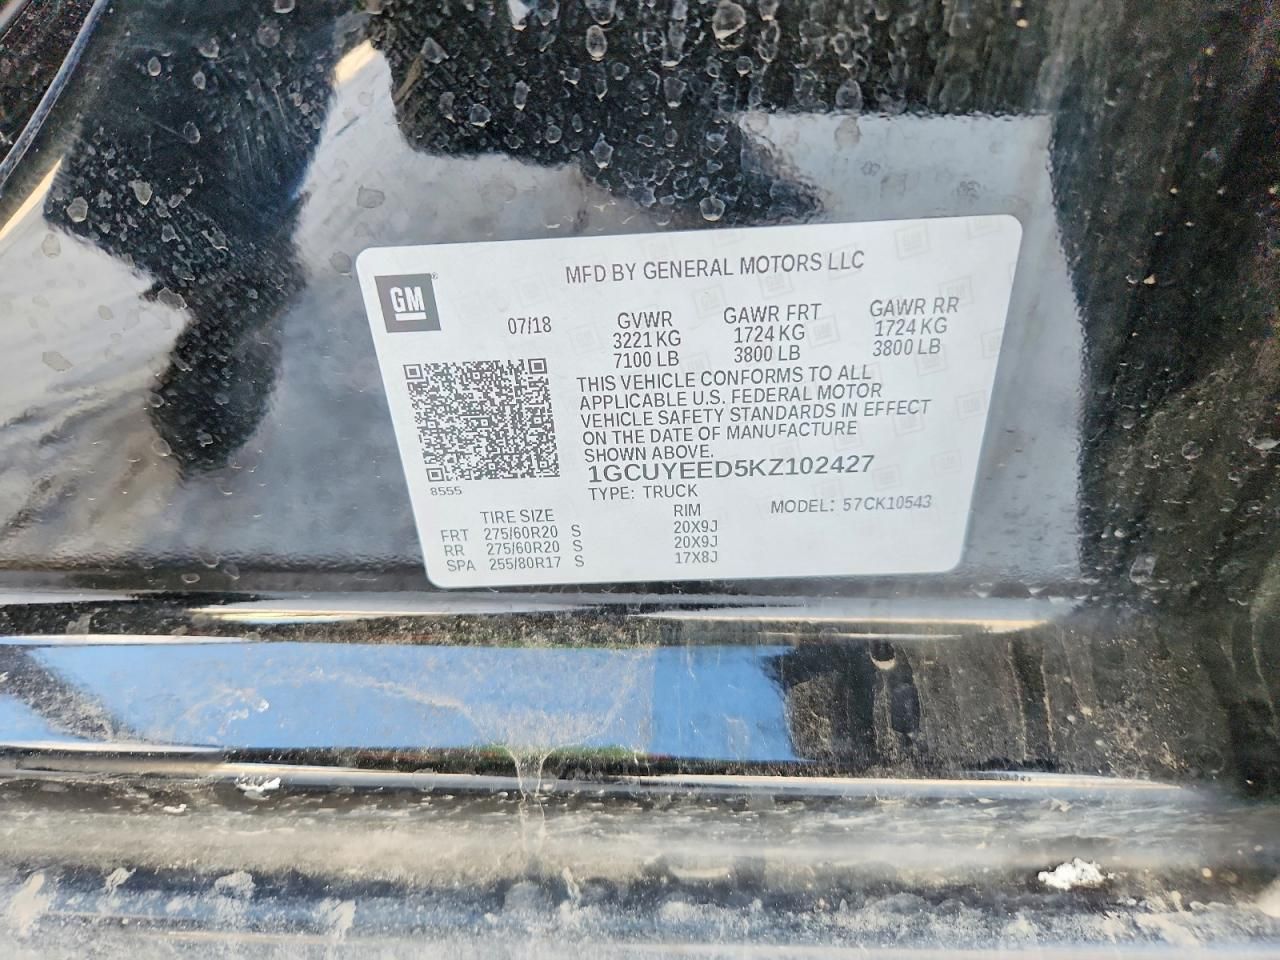 MFD BY GENERAL MOTORS LLC
GM®
07/18
GVWR GAWR FRT GAWR RR
3221 KG 1724 KG 1724 KG
7100 LB 3800 LB 3800 LB
THIS VEHICLE CONFORMS TO ALL
APPLICABLE U.S. FEDERAL MOTOR
VEHICLE SAFETY STANDARDS IN EFFECT
ON THE DATE OF MANUFACTURE
SHOWN ABOVE.
1GCUYEED5KZ102427
8555
TYPE: TRUCK
MODEL: 57CK10543
TIRE SIZE RIM
FRT 275/60R20 S 20X9J
RR 275/60R20 S 20X9J
SPA 255/80R17 S 17X8J